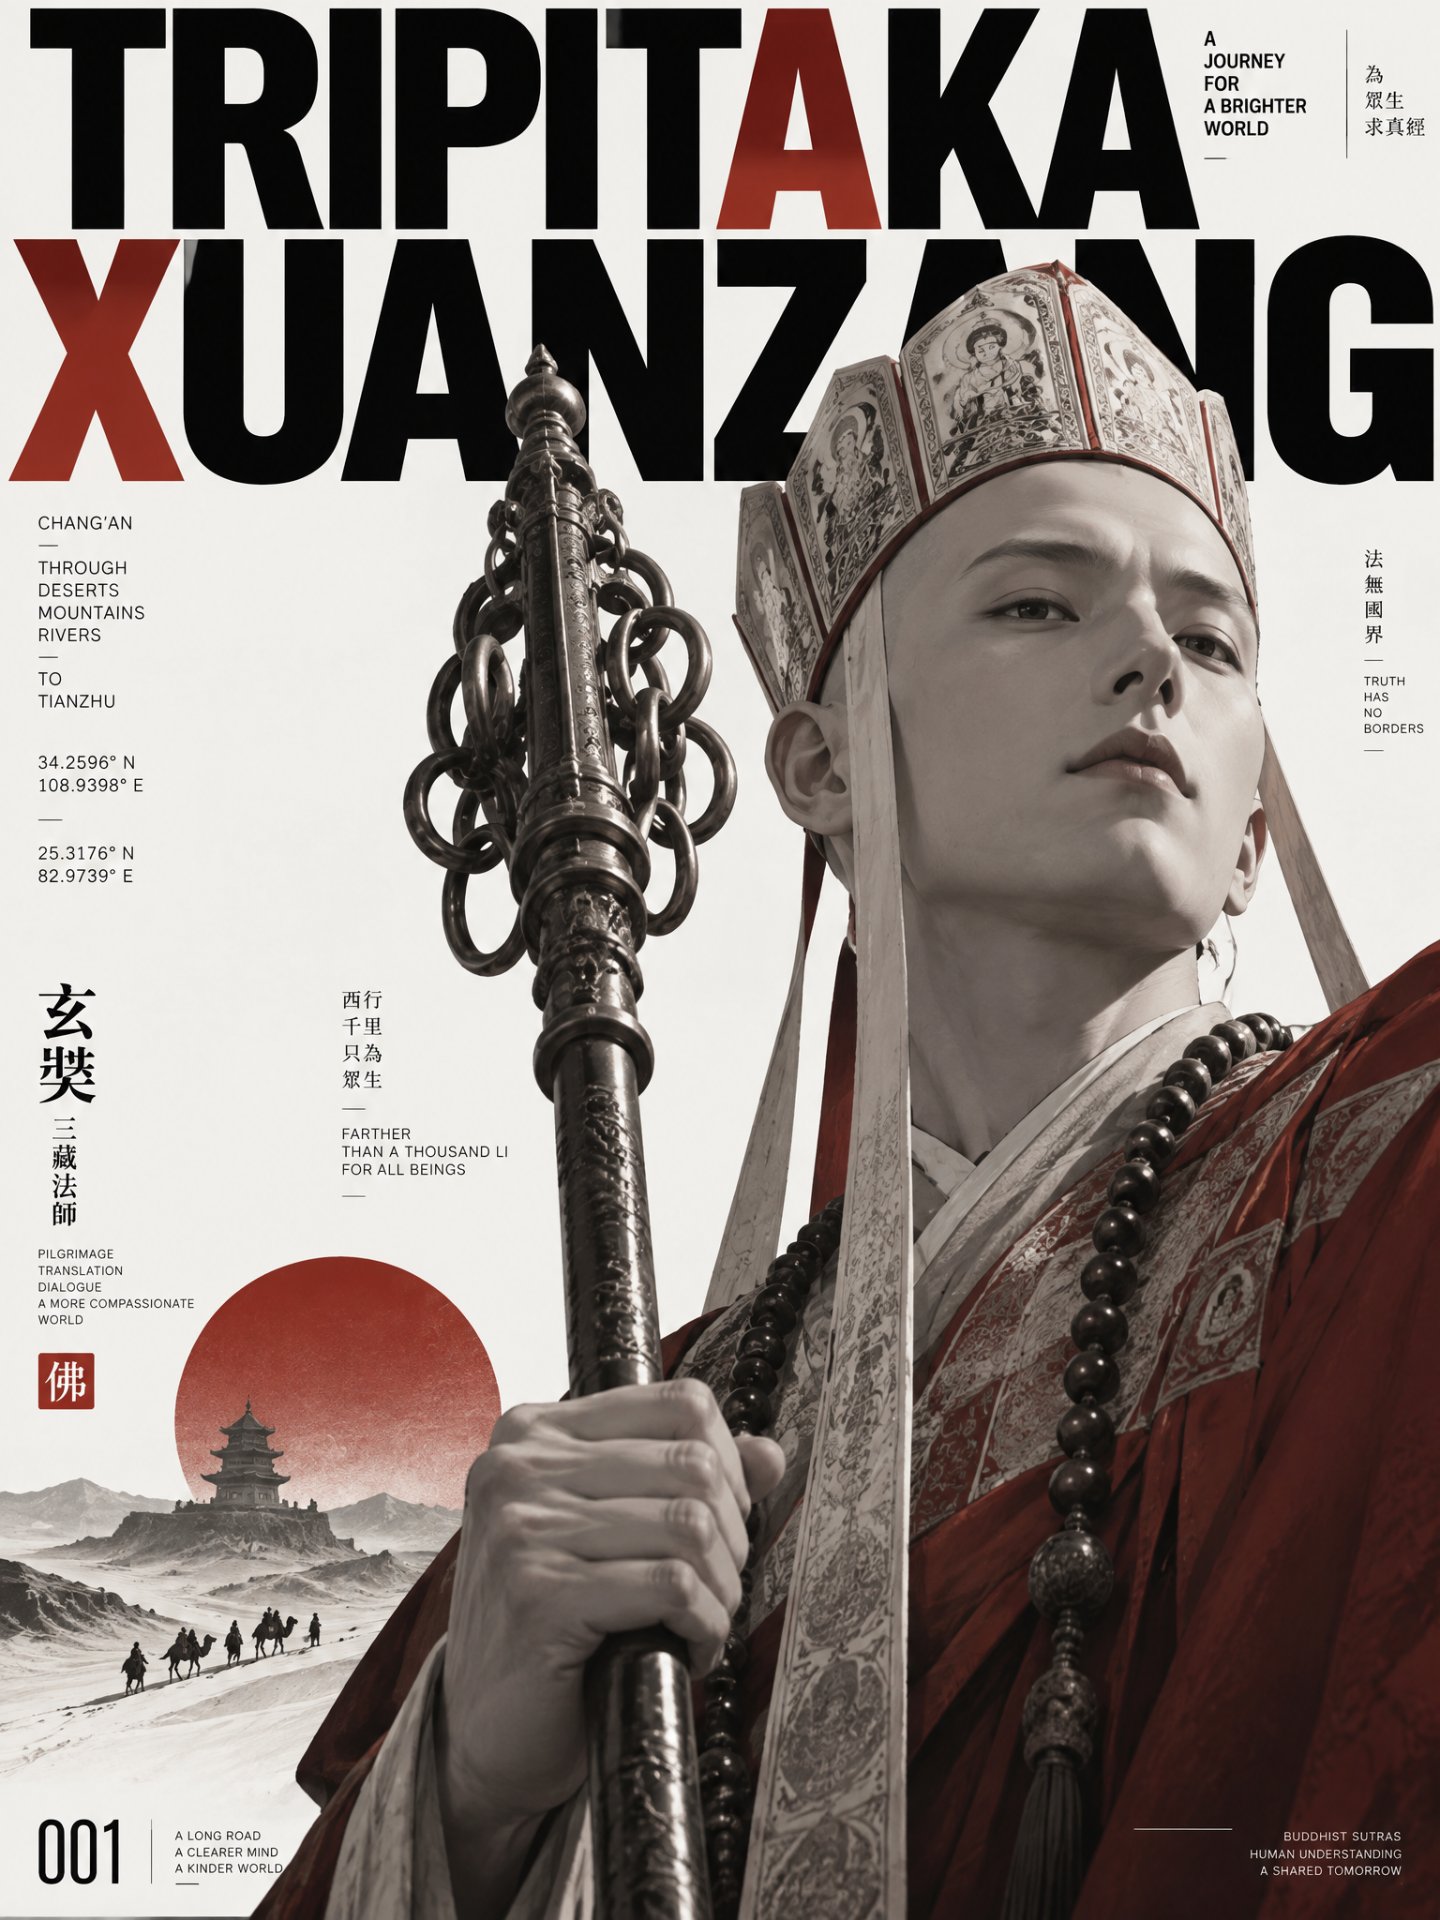 TRIPITAKA
XUANZANG
A
JOURNEY
FOR
A BRIGHTER
WORLD
為
眾生
求真經
CHANG'AN
THROUGH
DESERTS
MOUNTAINS
RIVERS
TO
TIANZHU
34.2596° N
108.9398° E
25.3176° N
82.9739° E
法無國界
TRUTH
HAS
NO
BORDERS
玄奘
三藏法師
PILGRIMAGE
TRANSLATION
DIALOGUE
A MORE COMPASSIONATE
WORLD
佛
西行
千里
只為
眾生
FARTHER
THAN A THOUSAND LI
FOR ALL BEINGS
001
A LONG ROAD
A CLEARER MIND
A KINDER WORLD
BUDDHIST SUTRAS
HUMAN UNDERSTANDING
A SHARED TOMORROW